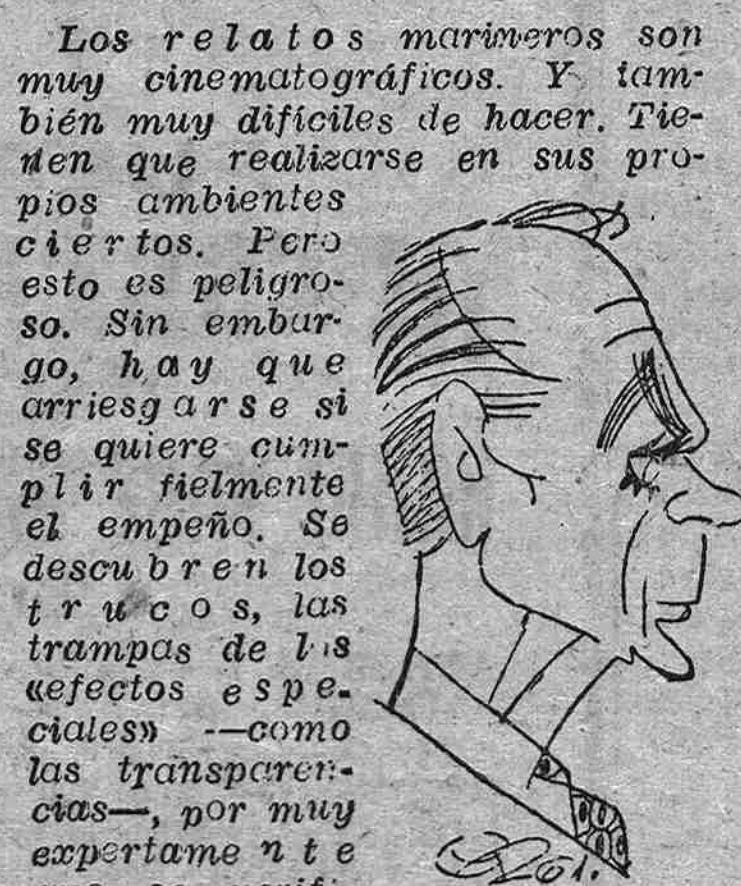 Los relatos marineros son
muy cinematográficos. Y tam-
bién muy difíciles de hacer. Tie-
nen que realizarse en sus pro-
pios ambientes
ciertos. Pero
esto es peligro-
so. Sin embar-
go, hay que
arriesgarse si
se quiere cum-
plir fielmente
el empeño. Se
descubren los
trucos, las
trampas de los
«efectos espe-
ciales» —como
las transparen-
cias—, por muy
expertamente
61.